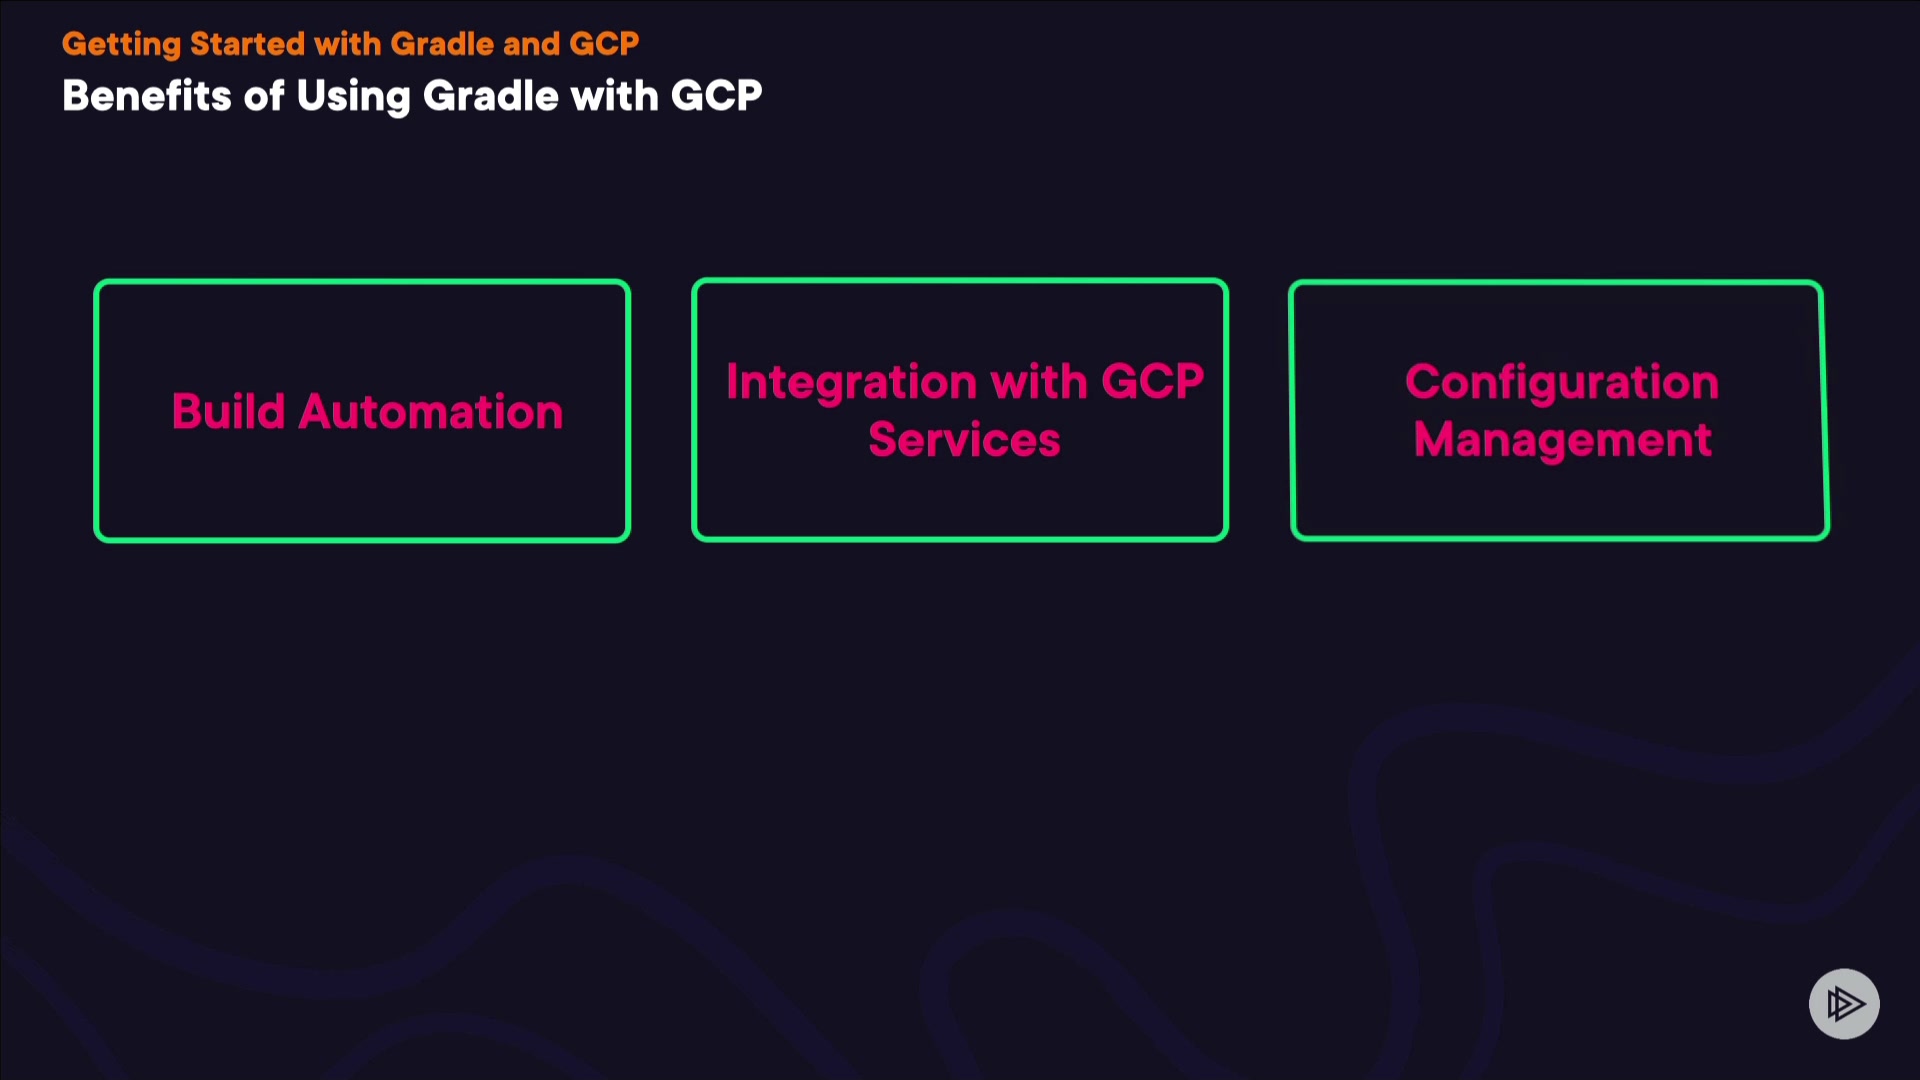 Getting Started with Gradle and GCP
Benefits of Using Gradle with GCP
Build Automation
Integration with GCP
Services
Configuration
Management